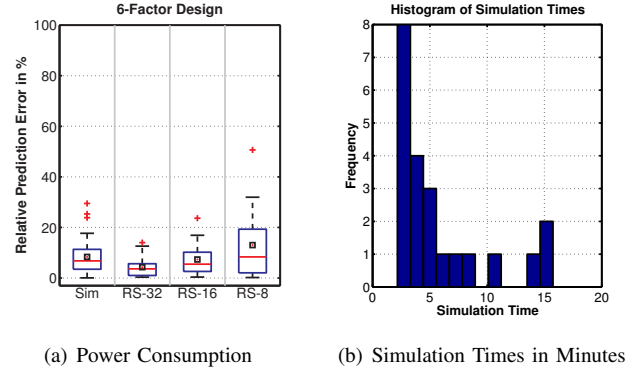 6-Factor Design
Relative Prediction Error in %
100
80
60
40
20
0
Sim RS-32 RS-16 RS-8
(a) Power Consumption
Histogram of Simulation Times
Frequency
8
7
6
5
4
3
2
1
0
0 5 10 15 20
Simulation Time
(b) Simulation Times in Minutes